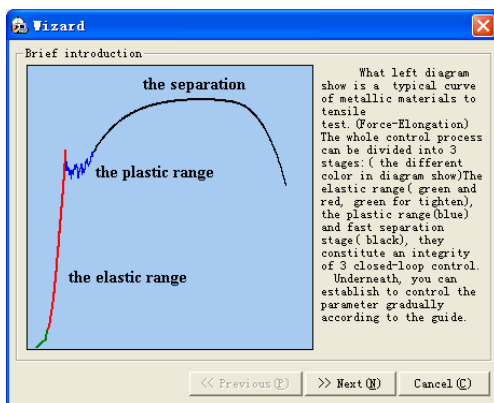 Wizard
Brief introduction
the separation
the plastic range
the elastic range
What left diagram
show is a typical curve
of metallic materials to
tensile
test.(Force-Elongation)
The whole control process
can be divided into 3
stages:( the different
color in diagram show)The
elastic range( green and
red, green for tighten),
the plastic range(blue)
and fast separation
stage( black), they
constitute an integrity
of 3 closed-loop control.
Underneath, you can
establish to control the
parameter gradually
according to the guide.
<< Previous(P)
>> Next(N)
Cancel(C)